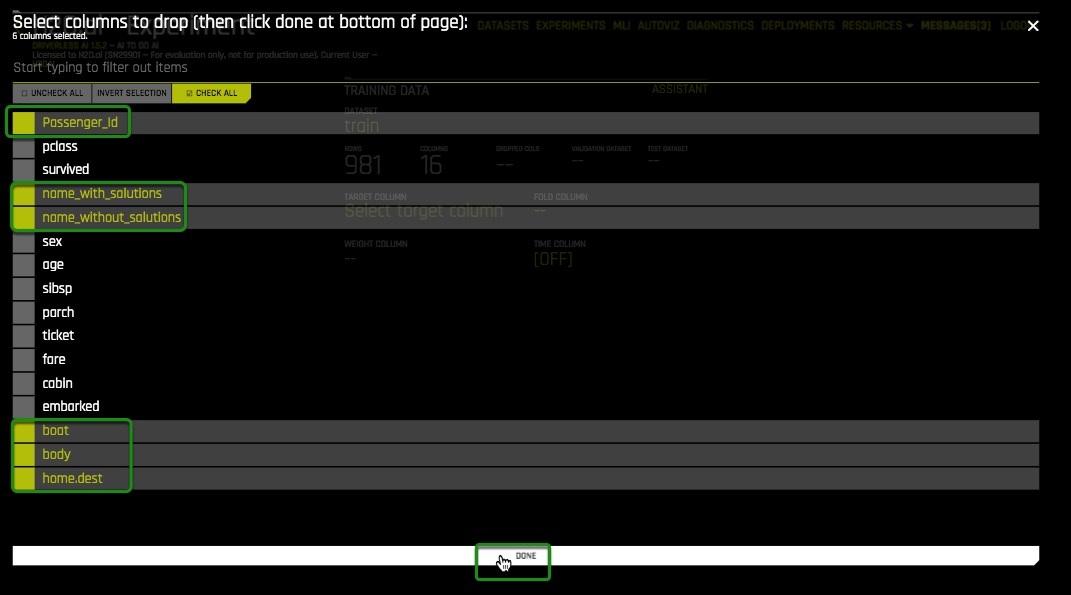 Select columns to drop (then click done at bottom of page):
6 columns selected.
Experiment
DATASETS EXPERIMENTS MLI AUTOVIZ DIAGNOSTICS DEPLOYMENTS RESOURCES MESSAGES[3]
DRIVERLESS AI 1.5.2 – AI TO DO AI
Licensed to H2O.ai (SN29901) – For evaluation only, not for production use). Current User –
Start typing to filter out items
UNCHECK ALL INVERT SELECTION CHECK ALL
TRAINING DATA ASSISTANT
DATASET
train
ROWS COLUMNS DROPPED COLS VALIDATION DATASET TEST DATASET
981 16 -- -- --
TARGET COLUMN FOLD COLUMN
Select target column --
WEIGHT COLUMN TIME COLUMN
-- [OFF]
Passenger_Id
pclass
survived
name_with_salutions
name_without_salutions
sex
age
sibsp
parch
ticket
fare
cabin
embarked
boat
body
home.dest
DONE